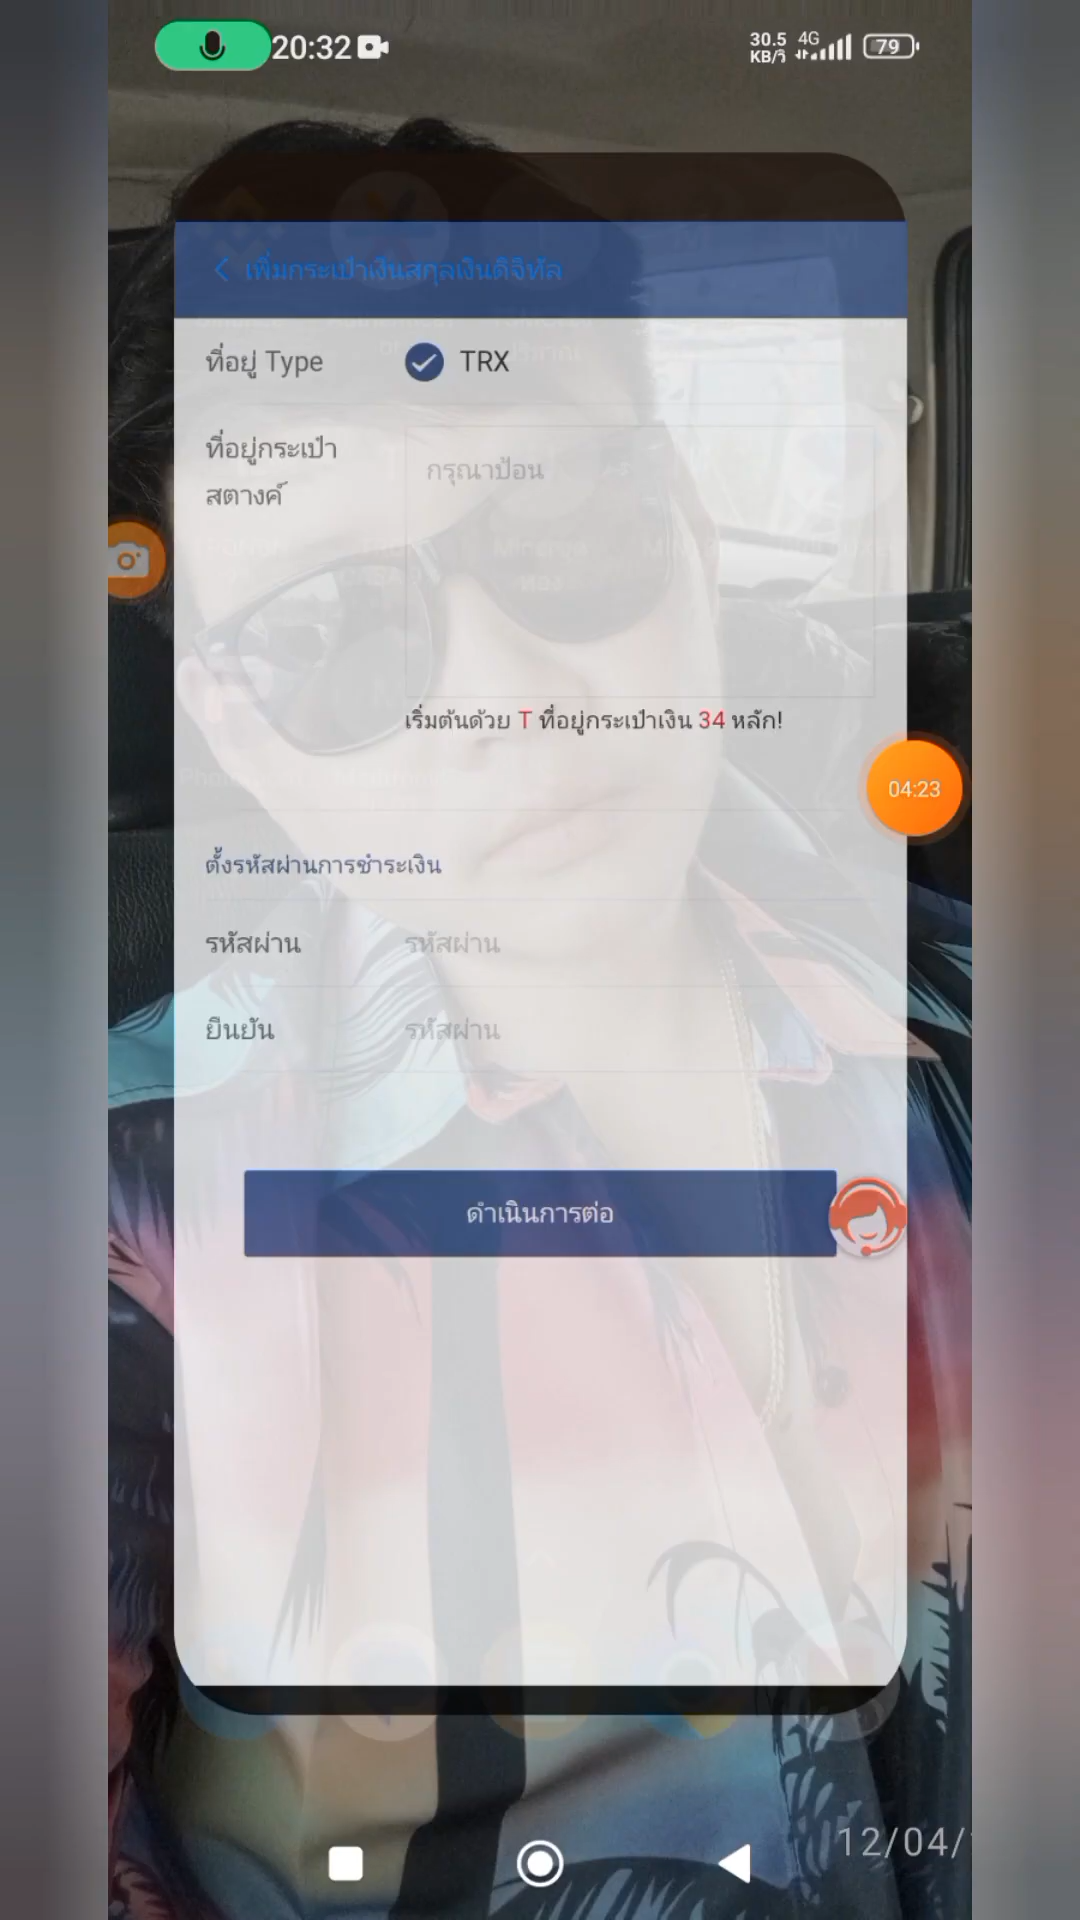 20:32
30.5 4G
KB/วิ
79
เพิ่มกระเป๋าเงินสกุลเงินดิจิทัล
ที่อยู่ Type TRX
ที่อยู่กระเป๋า
สตางค์
กรุณาป้อน
เริ่มต้นด้วย T ที่อยู่กระเป๋าเงิน 34 หลัก!
04:23
ตั้งรหัสผ่านการชำระเงิน
รหัสผ่าน รหัสผ่าน
ยืนยัน รหัสผ่าน
ดำเนินการต่อ
12/04/